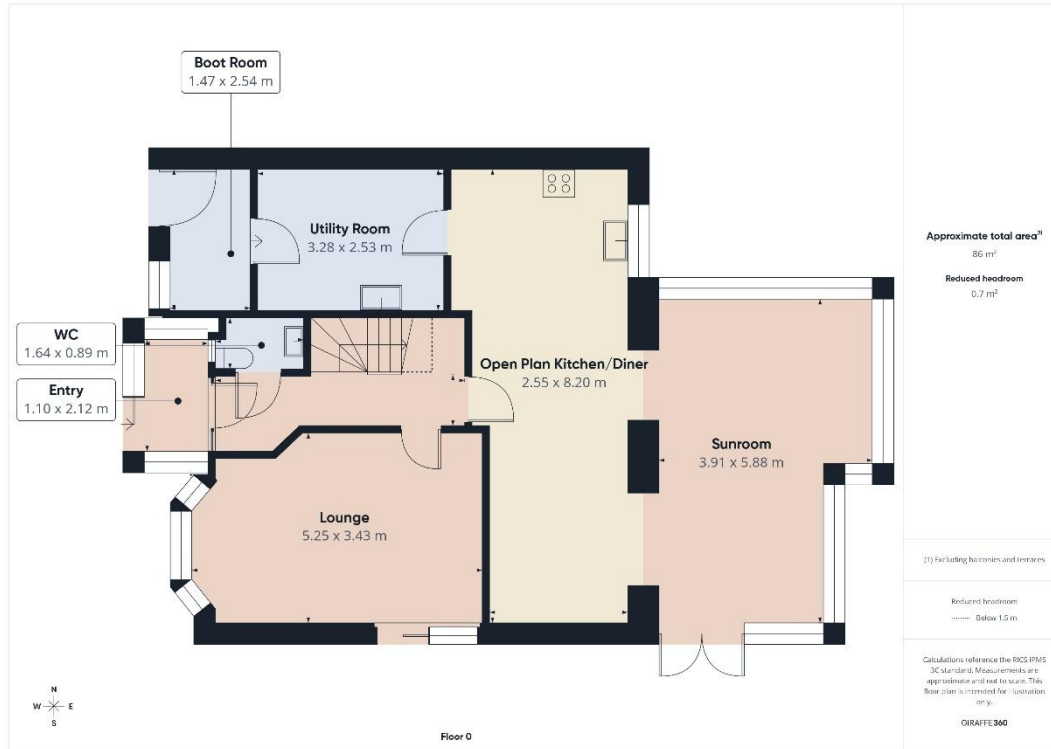 Boot Room
1.47 x 2.54 m
Utility Room
3.28 x 2.53 m
WC
1.64 x 0.89 m
Entry
1.10 x 2.12 m
Open Plan Kitchen/Diner
2.55 x 8.20 m
Sunroom
3.91 x 5.88 m
Lounge
5.25 x 3.43 m
N
W E
S
Floor 0
Approximate total area⁽¹⁾
86 m²
Reduced headroom
0.7 m²
(1) Excluding balconies and terraces
Reduced headroom
Below 1.5 m
Calculations reference the RICS IPMS
3C standard. Measurements are
approximate and not to scale. This
floor plan is intended for illustration
only.
GIRAFFE360